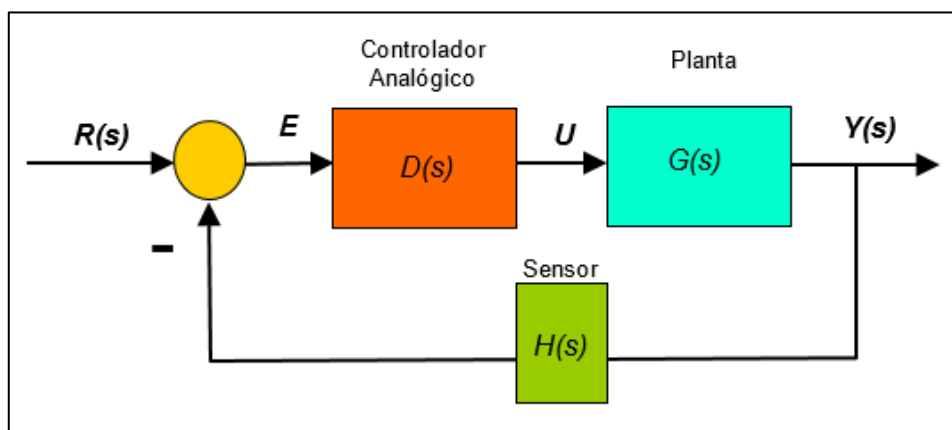 Controlador
Analógico
Planta
R(s)
E
D(s)
U
G(s)
Y(s)
-
Sensor
H(s)